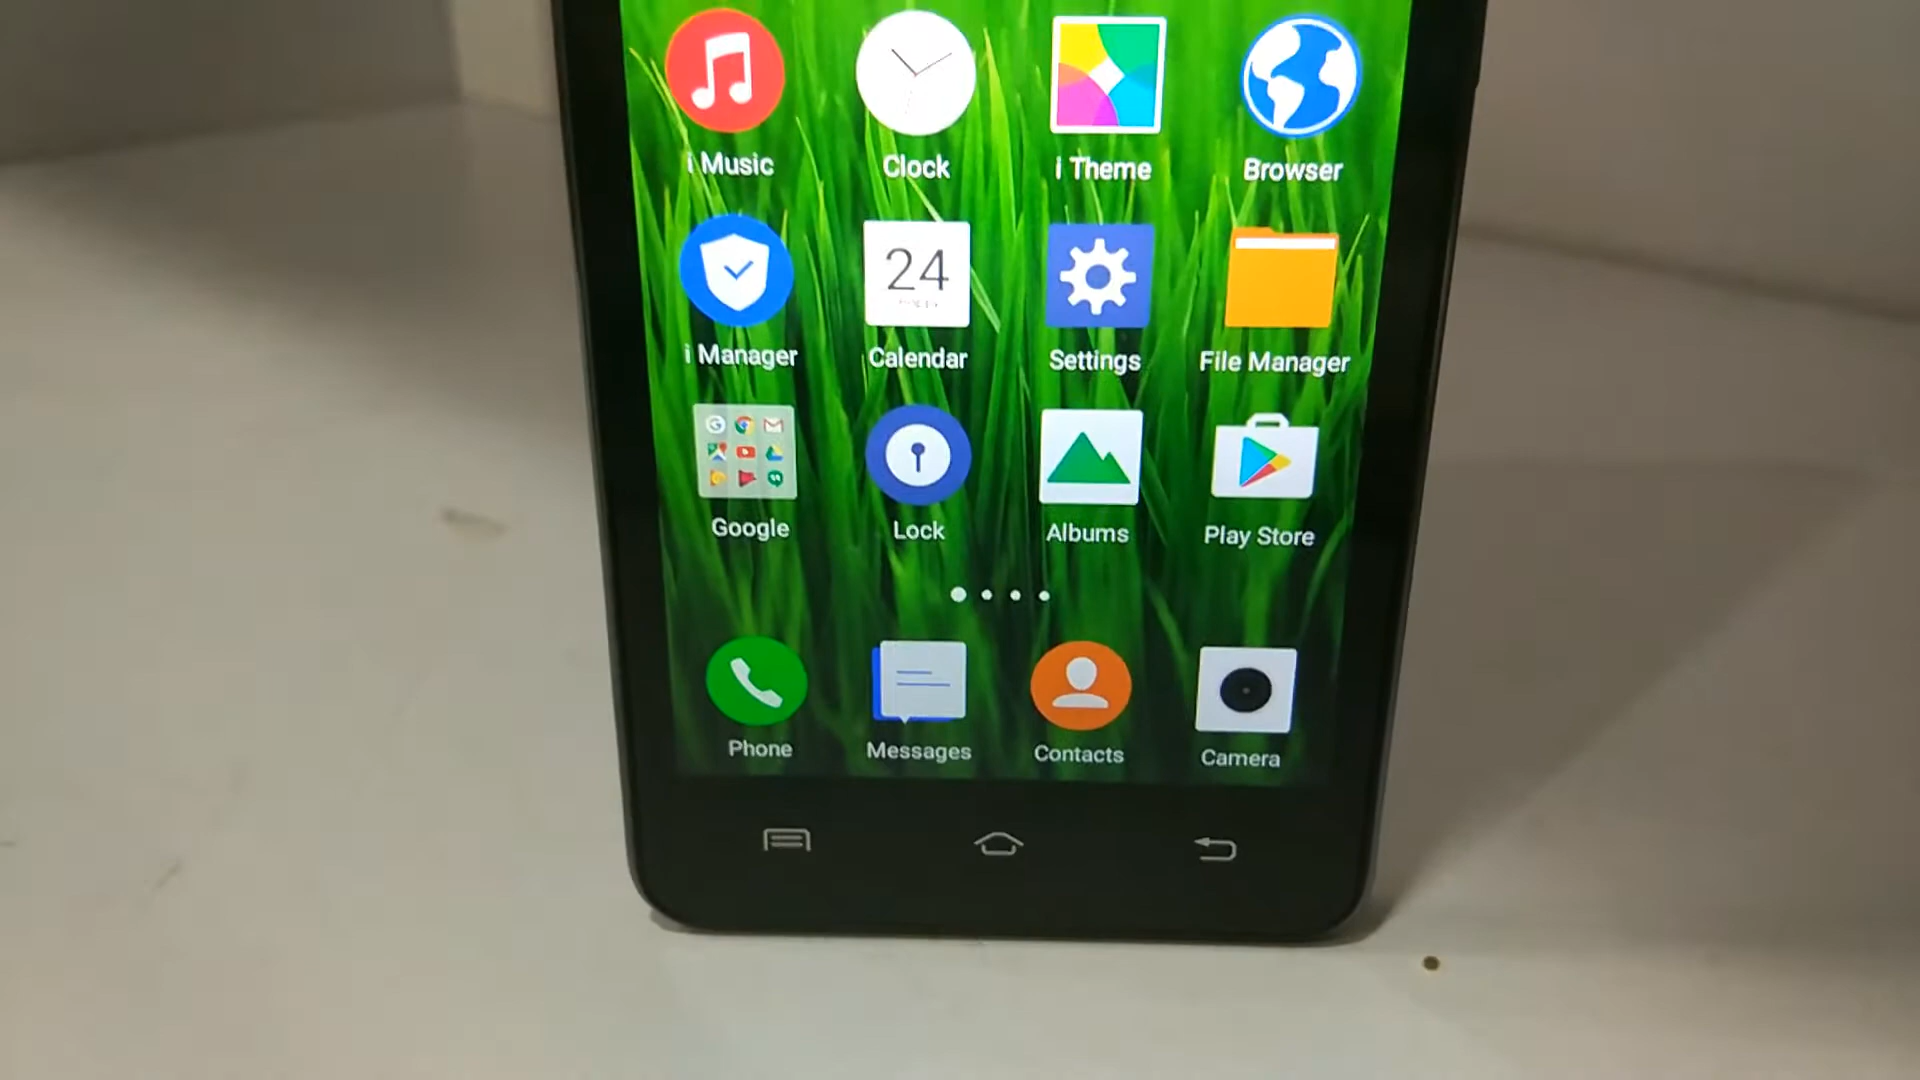 i Music Clock i Theme Browser
24
i Manager Calendar Settings File Manager
Google Lock Albums Play Store
Phone Messages Contacts Camera